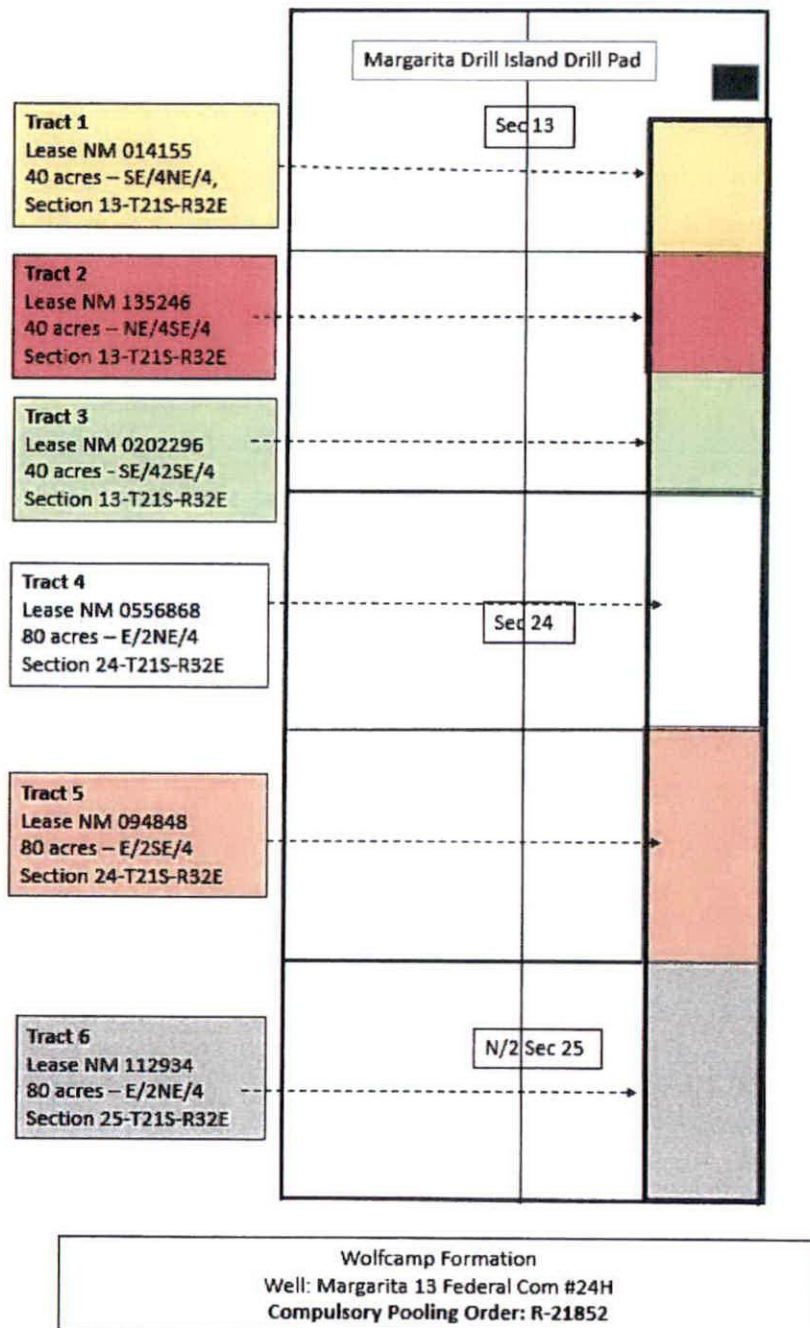 Margarita Drill Island Drill Pad
Sec 13
Tract 1
Lease NM 014155
40 acres – SE/4NE/4,
Section 13-T21S-R32E
Tract 2
Lease NM 135246
40 acres – NE/4SE/4
Section 13-T21S-R32E
Tract 3
Lease NM 0202296
40 acres - SE/42SE/4
Section 13-T21S-R32E
Tract 4
Lease NM 0556868
80 acres – E/2NE/4
Section 24-T21S-R32E
Sec 24
Tract 5
Lease NM 094848
80 acres – E/2SE/4
Section 24-T21S-R32E
Tract 6
Lease NM 112934
80 acres – E/2NE/4
Section 25-T21S-R32E
N/2 Sec 25
Wolfcamp Formation
Well: Margarita 13 Federal Com #24H
Compulsory Pooling Order: R-21852